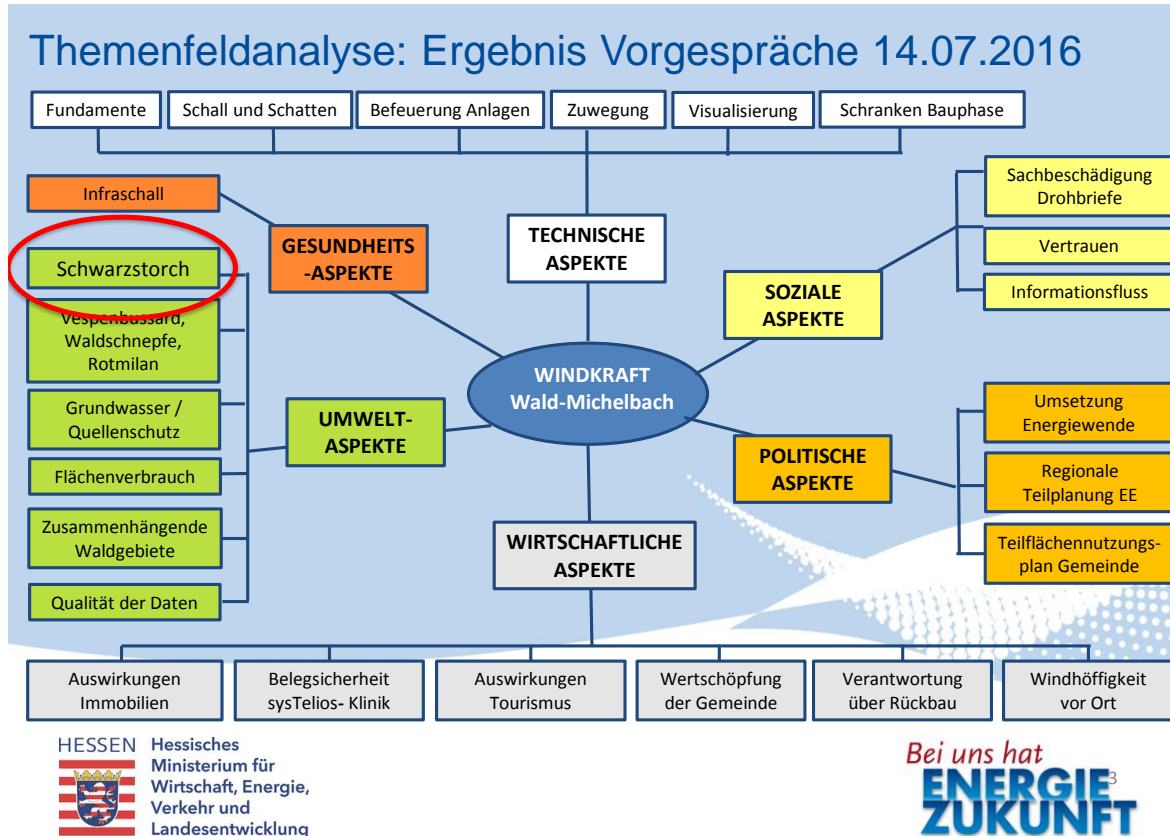 Themenfeldanalyse: Ergebnis Vorgespräche 14.07.2016
Fundamente
Schall und Schatten
Befeuerung Anlagen
Zuwegung
Visualisierung
Schranken Bauphase
Infraschall
GESUNDHEITS
-ASPEKTE
TECHNISCHE
ASPEKTE
SOZIALE
ASPEKTE
Sachbeschädigung
Drohbriefe
Vertrauen
Informationsfluss
Schwarzstorch
Vespenbussard,
Waldschnepfe,
Rotmilan
Grundwasser /
Quellenschutz
Flächenverbrauch
Zusammenhängende
Waldgebiete
Qualität der Daten
UMWELT-
ASPEKTE
WINDKRAFT
Wald-Michelbach
POLITISCHE
ASPEKTE
Umsetzung
Energiewende
Regionale
Teilplanung EE
Teilflächennutzungs-
plan Gemeinde
WIRTSCHAFTLICHE
ASPEKTE
Auswirkungen
Immobilien
Belegsicherheit
sysTelios- Klinik
Auswirkungen
Tourismus
Wertschöpfung
der Gemeinde
Verantwortung
über Rückbau
Windhöffigkeit
vor Ort
HESSEN
Hessisches
Ministerium für
Wirtschaft, Energie,
Verkehr und
Landesentwicklung
Bei uns hat
ENERGIE
ZUKUNFT
3